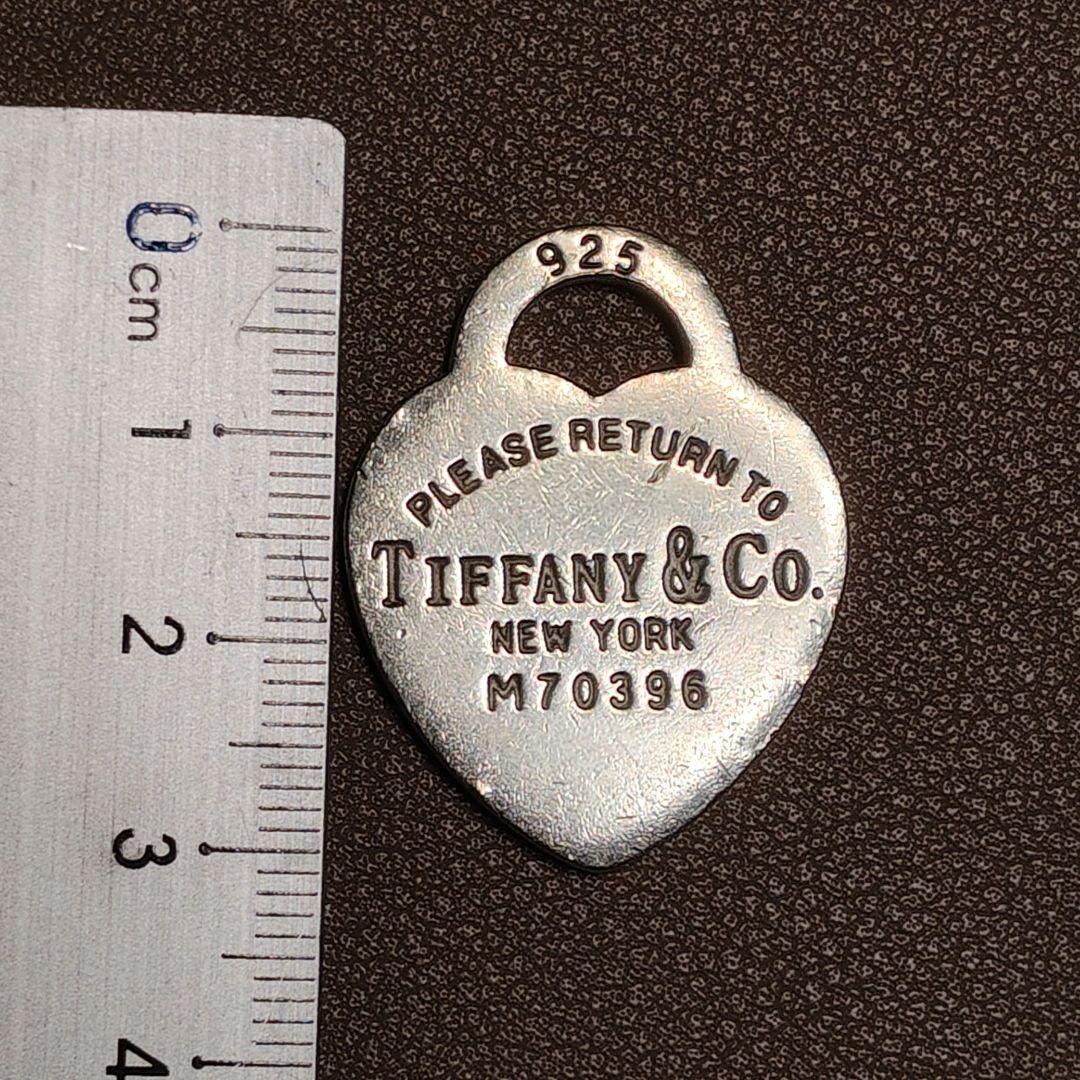 0
cm
1
2
3
4
925
PLEASE RETURN TO
TIFFANY & CO.
NEW YORK
M70396